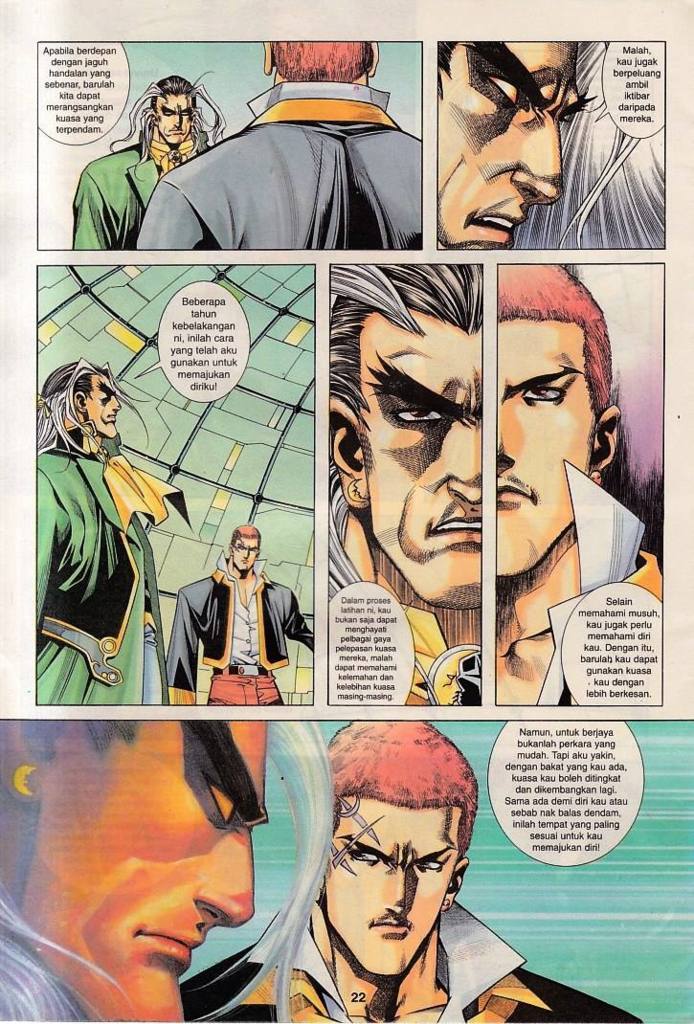 Apabila berdepan
dengan jaguh
handalan yang
sebenar, barulah
kita dapat
merangsangkan
kuasa yang
terpendam.
Malah,
kau jugak
berpeluang
ambil
iktibar
daripada
mereka.
Beberapa
tahun
kebelakangan
ni, inilah cara
yang telah aku
gunakan untuk
memajukan
diriku!
Dalam proses
latihan ni, kau
bukan saja dapat
menghayati
pelbagai gaya
pelepasan kuasa
mereka, malah
dapat memahami
kelemahan dan
kelebihan kuasa
masing-masing.
Selain
memahami musuh,
kau jugak perlu
memahami diri
kau. Dengan itu,
barulah kau dapat
lepaskan kuasa
kau dengan
lebih berkesan.
Namun, untuk berjaya
bukanlah perkara yang
mudah. Tapi aku yakin,
dengan bakat yang kau ada,
kuasa kau boleh ditingkat
dan dikembangkan lagi.
Sama ada demi diri kau atau
sebab nak balas dendam,
inilah tempat yang paling
sesuai untuk kau
memajukan diri!
22